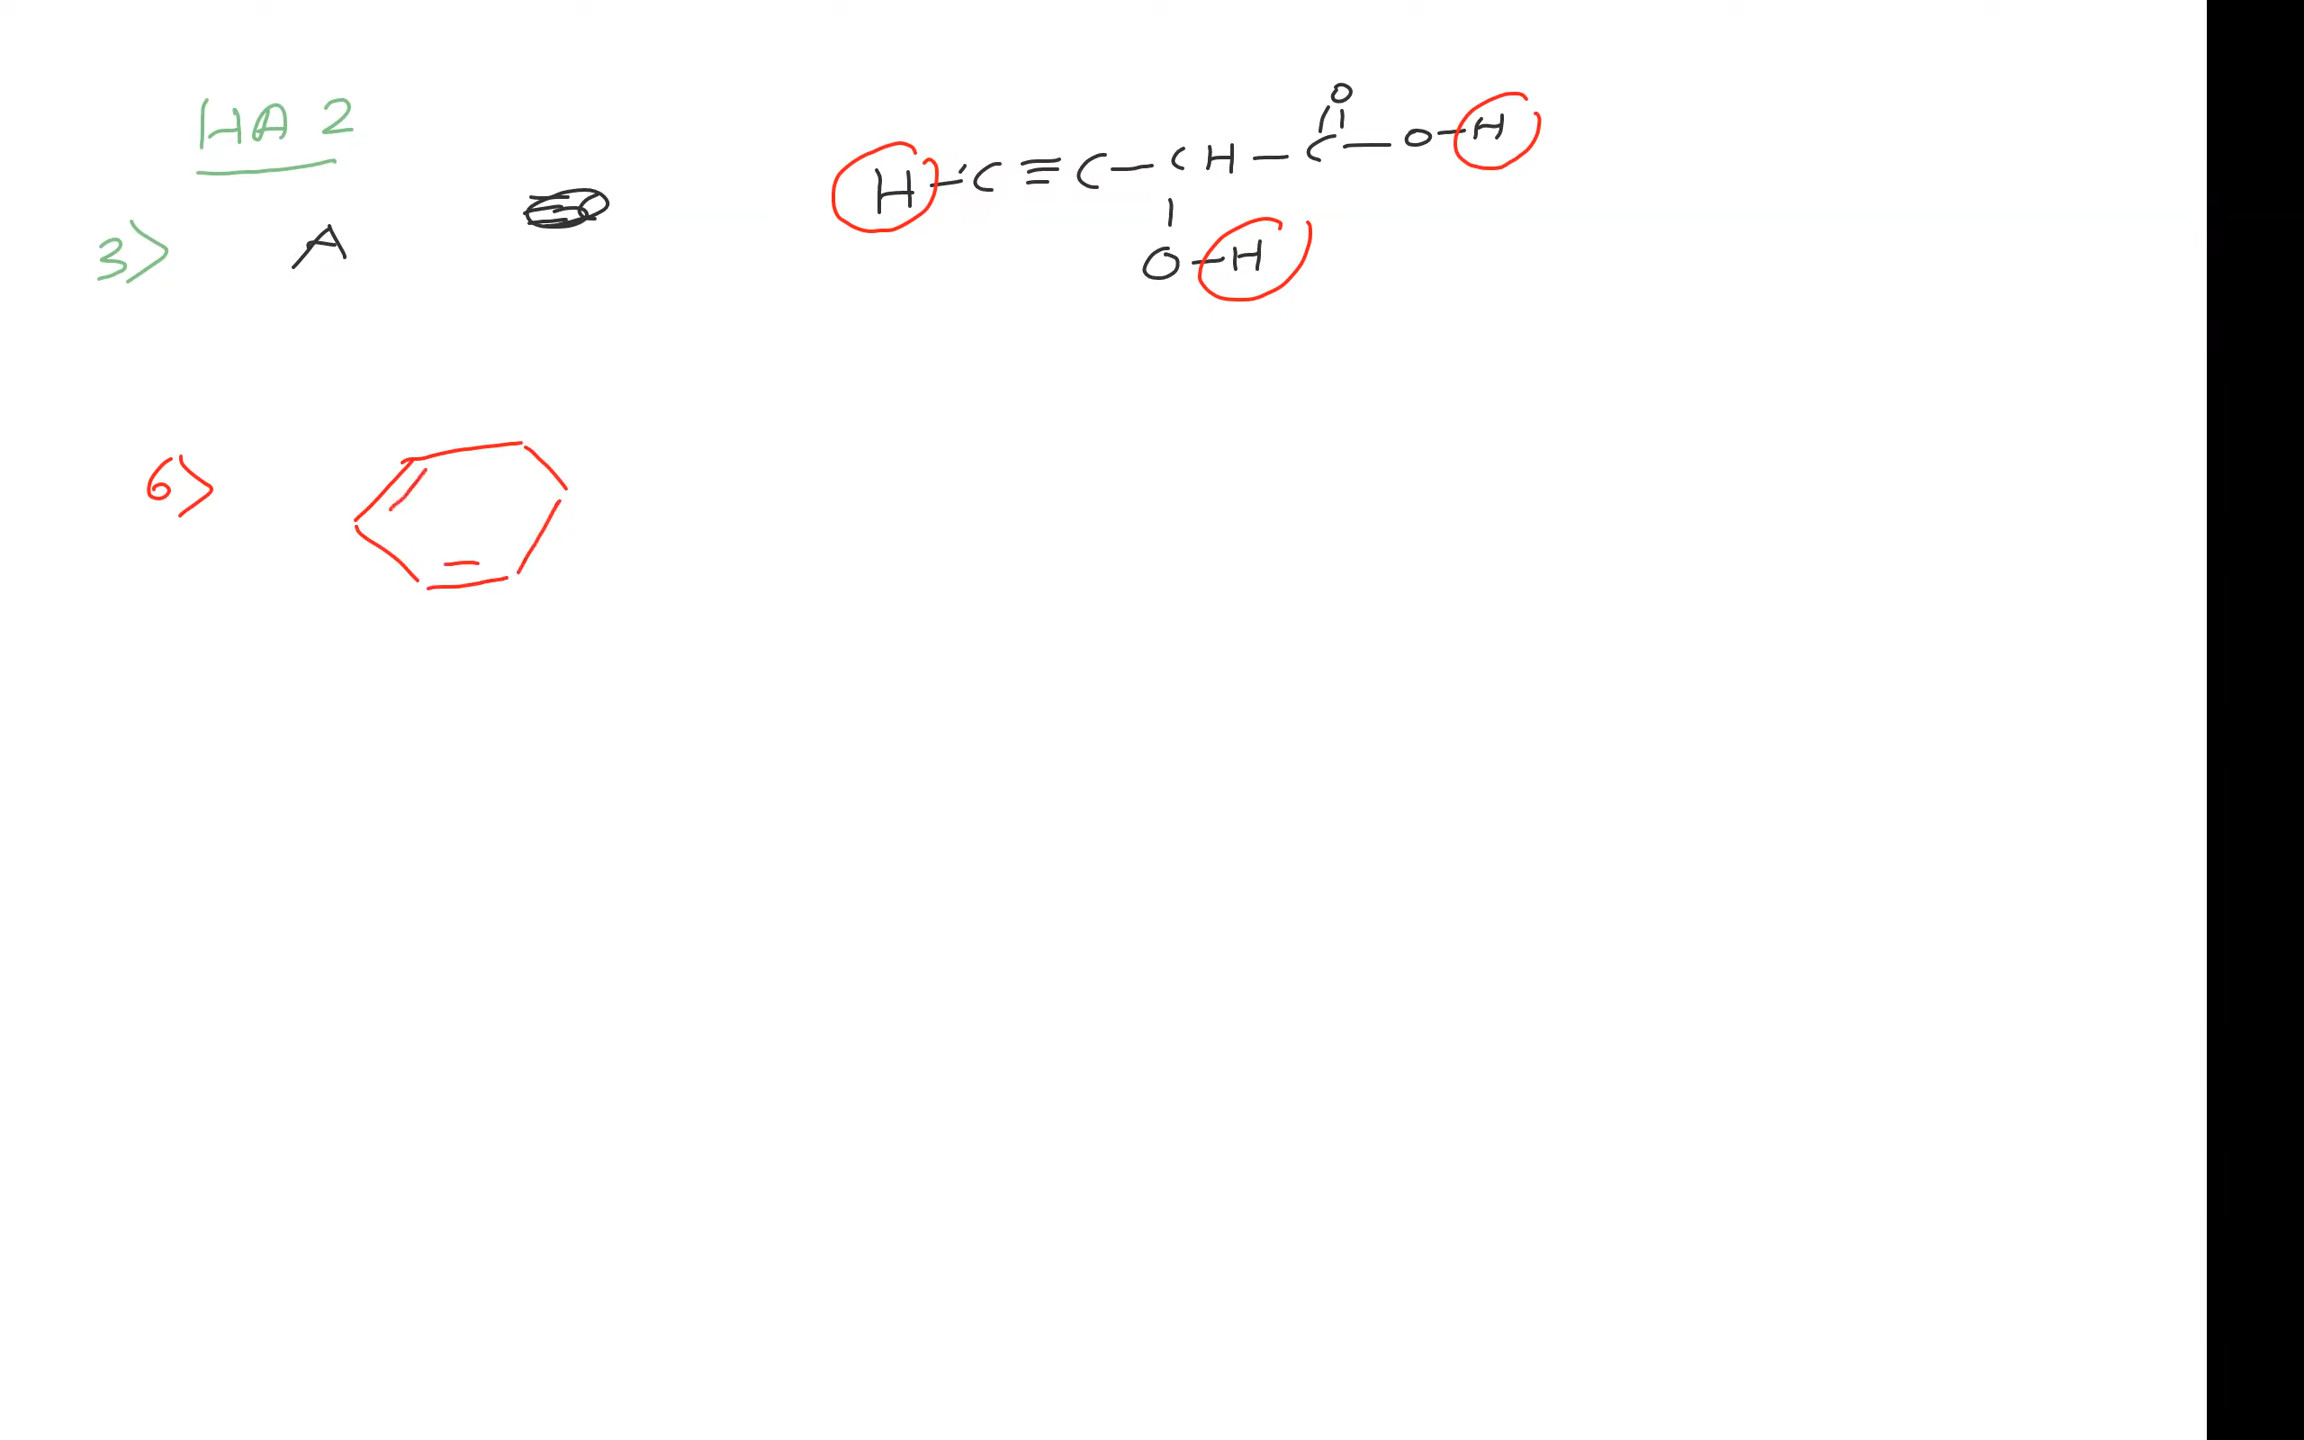 HA 2
3> A
O
H - C ≡ C - CH - C - O - H
O - H
6>